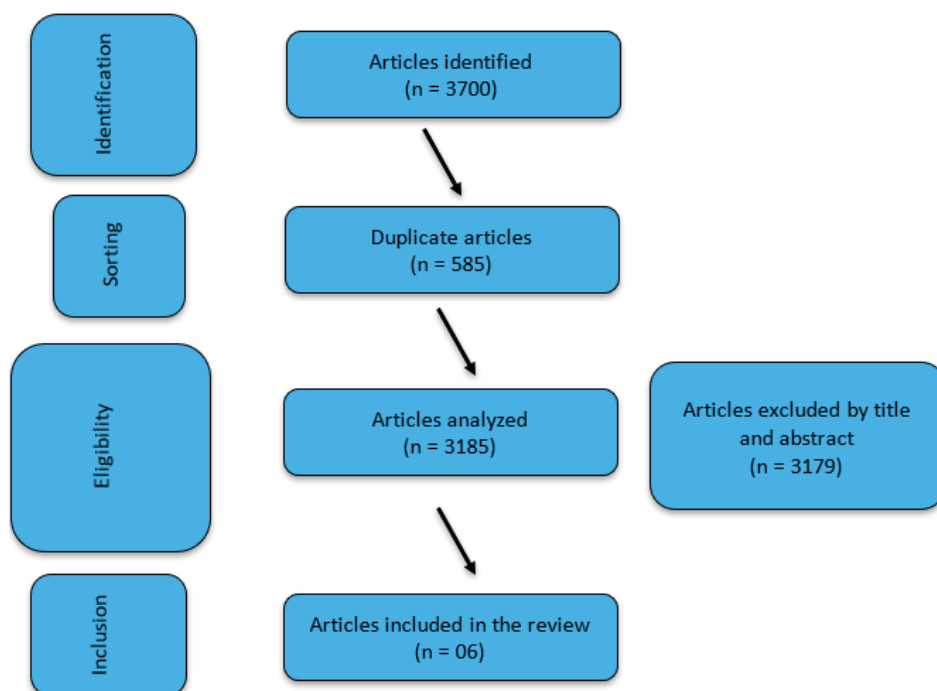 Identification
Articles identified
(n = 3700)
Sorting
Duplicate articles
(n = 585)
Eligibility
Articles analyzed
(n = 3185)
Articles excluded by title
and abstract
(n = 3179)
Inclusion
Articles included in the review
(n = 06)